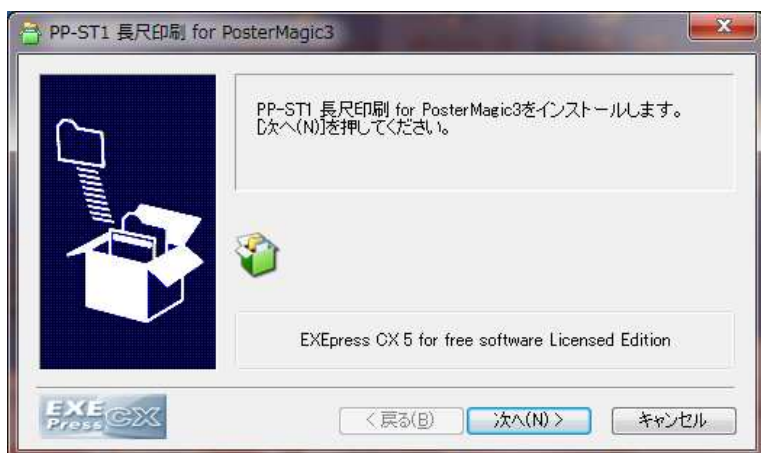 PP-ST1 長尺印刷 for PosterMagic3
PP-ST1 長尺印刷 for PosterMagic3をインストールします。
[次へ(N)]を押してください。
EXEpress CX 5 for free software Licensed Edition
EXE Press CX
< 戻る(B)
次へ(N) >
キャンセル